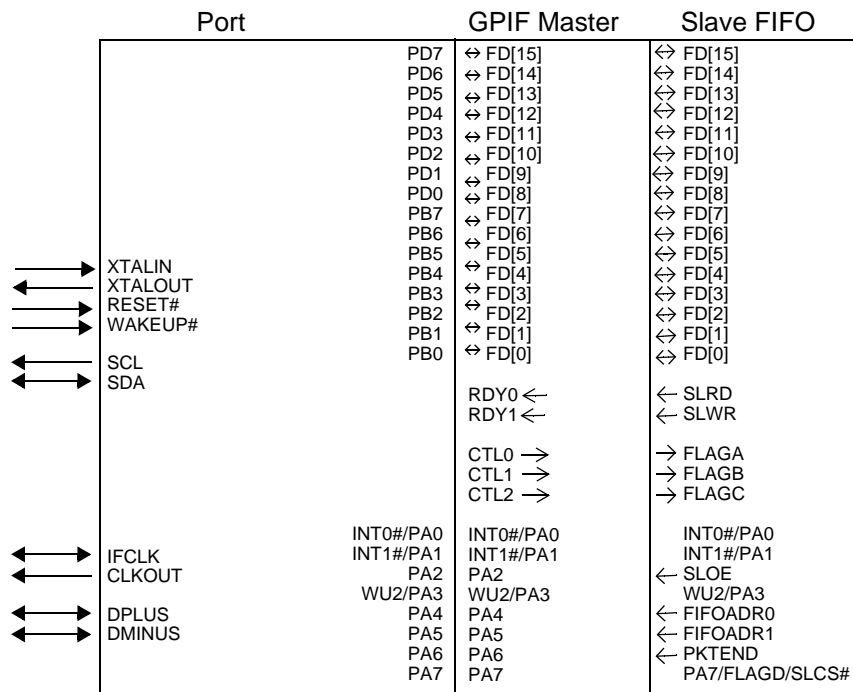 Port GPIF Master Slave FIFO
PD7 ↔ FD[15] ↔ FD[15]
PD6 ↔ FD[14] ↔ FD[14]
PD5 ↔ FD[13] ↔ FD[13]
PD4 ↔ FD[12] ↔ FD[12]
PD3 ↔ FD[11] ↔ FD[11]
PD2 ↔ FD[10] ↔ FD[10]
PD1 ↔ FD[9] ↔ FD[9]
PD0 ↔ FD[8] ↔ FD[8]
PB7 ↔ FD[7] ↔ FD[7]
PB6 ↔ FD[6] ↔ FD[6]
PB5 ↔ FD[5] ↔ FD[5]
XTALIN PB4 ↔ FD[4] ↔ FD[4]
XTALOUT PB3 ↔ FD[3] ↔ FD[3]
RESET# PB2 ↔ FD[2] ↔ FD[2]
WAKEUP# PB1 ↔ FD[1] ↔ FD[1]
SCL PB0 ↔ FD[0] ↔ FD[0]
SDA
RDY0 ← ← SLRD
RDY1 ← ← SLWR
CTL0 → → FLAGA
CTL1 → → FLAGB
CTL2 → → FLAGC
INT0#/PA0 INT0#/PA0 INT0#/PA0
IFCLK INT1#/PA1 INT1#/PA1 INT1#/PA1
CLKOUT PA2 PA2 ← SLOE
WU2/PA3 WU2/PA3 WU2/PA3
DPLUS PA4 PA4 ← FIFOADR0
DMINUS PA5 PA5 ← FIFOADR1
PA6 PA6 ← PKTEND
PA7 PA7 PA7/FLAGD/SLCS#